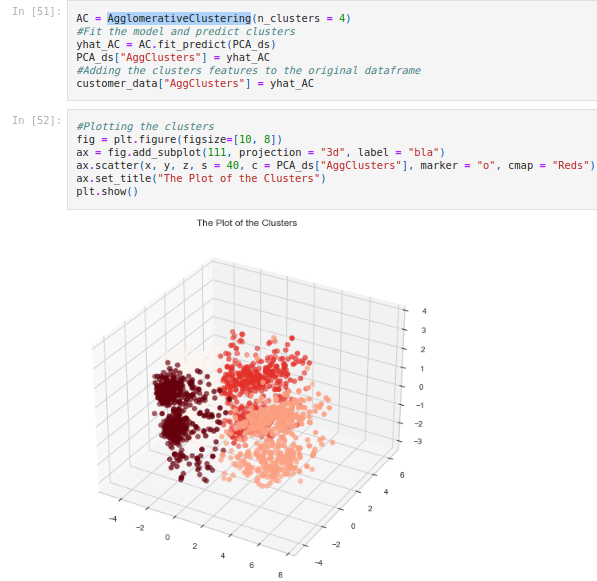 In [51]:
AC = AgglomerativeClustering(n_clusters = 4)
#Fit the model and predict clusters
yhat_AC = AC.fit_predict(PCA_ds)
PCA_ds["AggClusters"] = yhat_AC
#Adding the clusters features to the original dataframe
customer_data["AggClusters"] = yhat_AC
In [52]:
#Plotting the clusters
fig = plt.figure(figsize=[10, 8])
ax = fig.add_subplot(111, projection = "3d", label = "bla")
ax.scatter(x, y, z, s = 40, c = PCA_ds["AggClusters"], marker = "o", cmap = "Reds")
ax.set_title("The Plot of the Clusters")
plt.show()
The Plot of the Clusters
4
3
2
1
0
−1
−2
−3
−4
−2
0
2
4
6
8
−4
−2
0
2
4
6